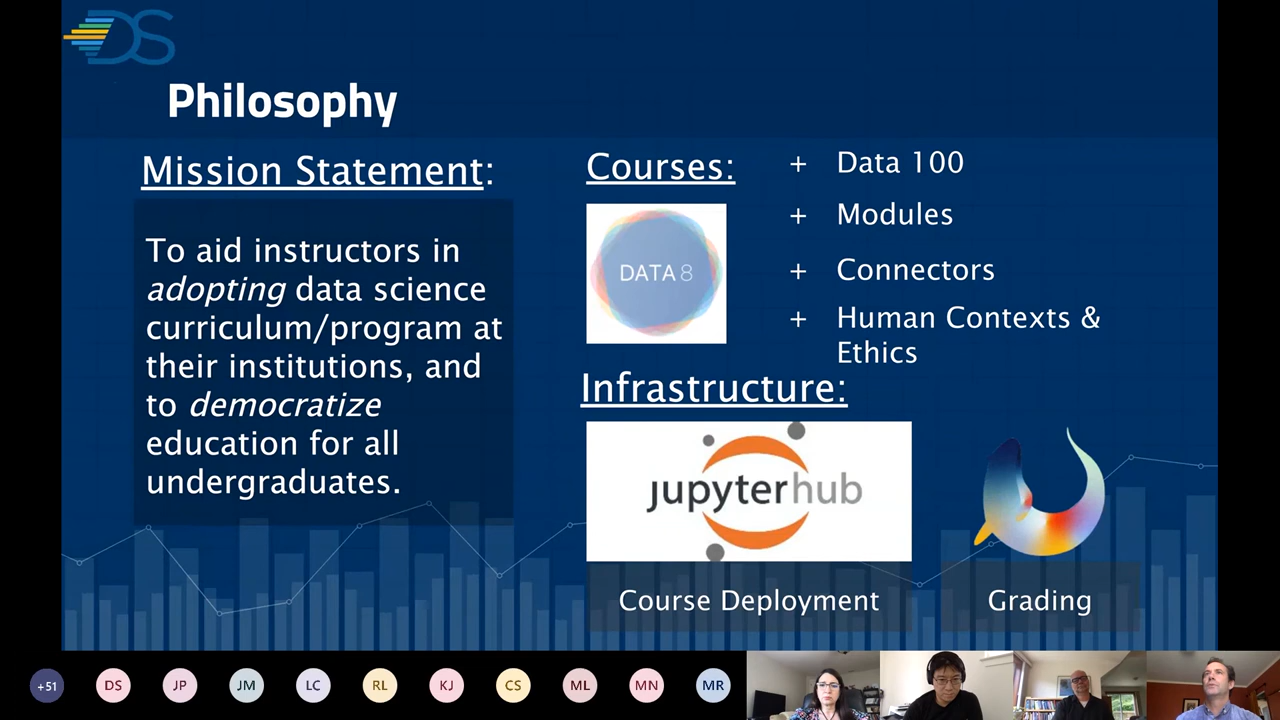 DS
Philosophy
Mission Statement:
To aid instructors in
adopting data science
curriculum/program at
their institutions, and
to democratize
education for all
undergraduates.
Courses:
DATA 8
+ Data 100
+ Modules
+ Connectors
+ Human Contexts &
Ethics
Infrastructure:
jupyterhub
Course Deployment
Grading
+51
DS
JP
JM
LC
RL
KJ
CS
ML
MN
MR